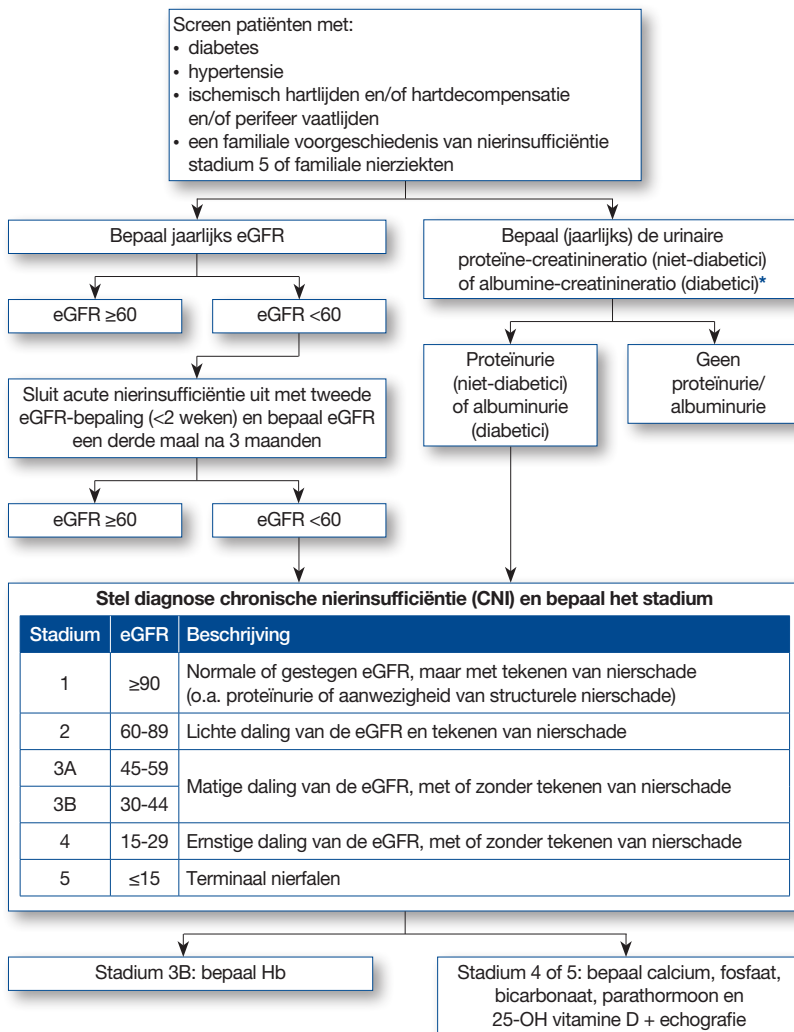 Screen patiënten met:
• diabetes
• hypertensie
• ischemisch hartlijden en/of hartdecompensatie
en/of perifeer vaatlijden
• een familiale voorgeschiedenis van nierinsufficiëntie
stadium 5 of familiale nierziekten
Bepaal jaarlijks eGFR
Bepaal (jaarlijks) de urinaire
proteïne-creatinineratio (niet-diabetici)
of albumine-creatinineratio (diabetici)*
eGFR ≥60
eGFR <60
Proteïnurie
(niet-diabetici)
of albuminurie
(diabetici)
Geen
proteïnurie/
albuminurie
Sluit acute nierinsufficiëntie uit met tweede
eGFR-bepaling (<2 weken) en bepaal eGFR
een derde maal na 3 maanden
eGFR ≥60
eGFR <60
Stel diagnose chronische nierinsufficiëntie (CNI) en bepaal het stadium
Stadium eGFR Beschrijving
1 ≥90 Normale of gestegen eGFR, maar met tekenen van nierschade
(o.a. proteïnurie of aanwezigheid van structurele nierschade)
2 60-89 Lichte daling van de eGFR en tekenen van nierschade
3A 45-59
Matige daling van de eGFR, met of zonder tekenen van nierschade
3B 30-44
4 15-29 Ernstige daling van de eGFR, met of zonder tekenen van nierschade
5 ≤15 Terminaal nierfalen
Stadium 3B: bepaal Hb
Stadium 4 of 5: bepaal calcium, fosfaat,
bicarbonaat, parathormoon en
25-OH vitamine D + echografie